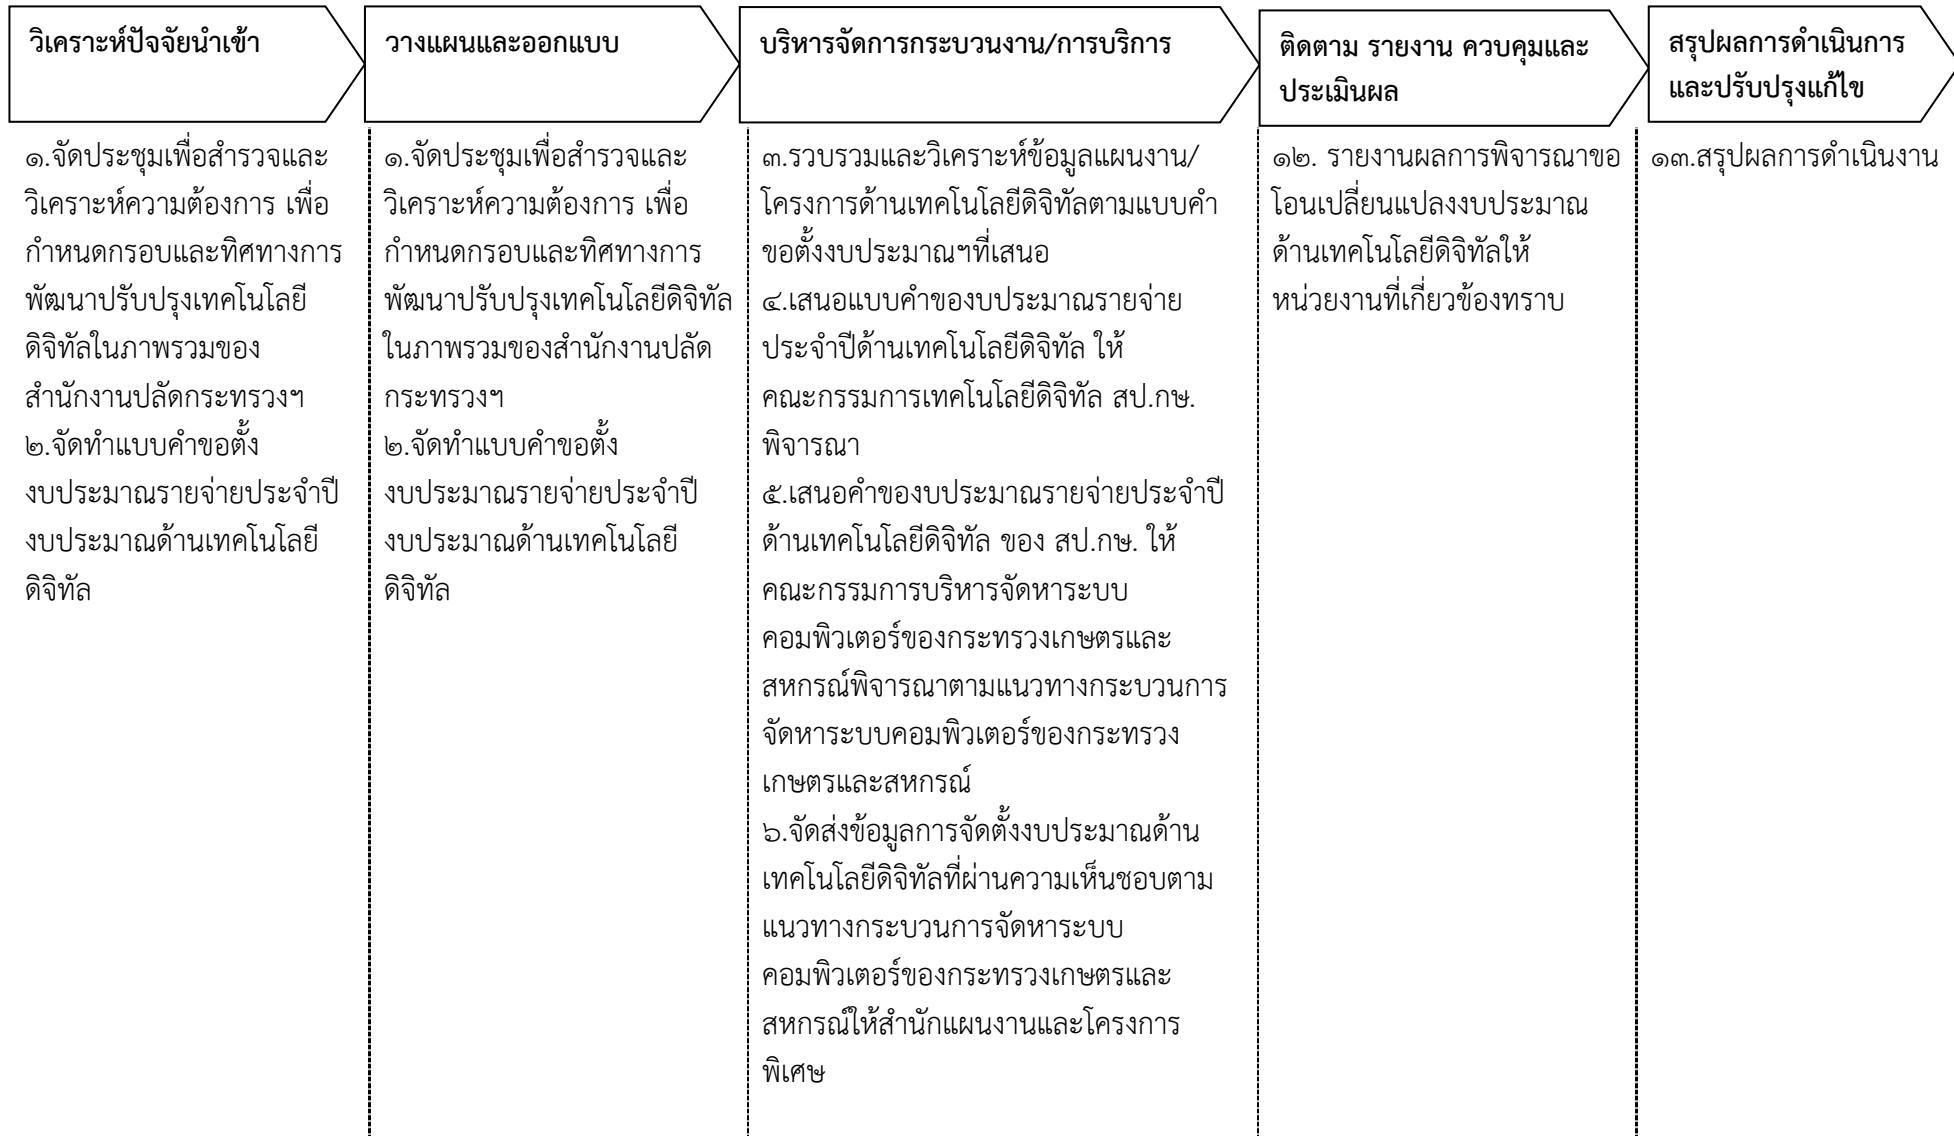 วิเคราะห์ปัจจัยนำเข้า
วางแผนและออกแบบ
บริหารจัดการกระบวนงาน/การบริการ
ติดตาม รายงาน ควบคุมและ
ประเมินผล
สรุปผลการดำเนินการ
และปรับปรุงแก้ไข
๑.จัดประชุมเพื่อสำรวจและ
วิเคราะห์ความต้องการ เพื่อ
กำหนดกรอบและทิศทางการ
พัฒนาปรับปรุงเทคโนโลยี
ดิจิทัลในภาพรวมของ
สำนักงานปลัดกระทรวงฯ
๒.จัดทำแบบคำขอตั้ง
งบประมาณรายจ่ายประจำปี
งบประมาณด้านเทคโนโลยี
ดิจิทัล
๑.จัดประชุมเพื่อสำรวจและ
วิเคราะห์ความต้องการ เพื่อ
กำหนดกรอบและทิศทางการ
พัฒนาปรับปรุงเทคโนโลยีดิจิทัล
ในภาพรวมของสำนักงานปลัด
กระทรวงฯ
๒.จัดทำแบบคำขอตั้ง
งบประมาณรายจ่ายประจำปี
งบประมาณด้านเทคโนโลยี
ดิจิทัล
๓.รวบรวมและวิเคราะห์ข้อมูลแผนงาน/
โครงการด้านเทคโนโลยีดิจิทัลตามแบบคำ
ขอตั้งงบประมาณฯที่เสนอ
๔.เสนอแบบคำของบประมาณรายจ่าย
ประจำปีด้านเทคโนโลยีดิจิทัล ให้
คณะกรรมการเทคโนโลยีดิจิทัล สป.กษ.
พิจารณา
๕.เสนอคำของบประมาณรายจ่ายประจำปี
ด้านเทคโนโลยีดิจิทัล ของ สป.กษ. ให้
คณะกรรมการบริหารจัดหาระบบ
คอมพิวเตอร์ของกระทรวงเกษตรและ
สหกรณ์พิจารณาตามแนวทางกระบวนการ
จัดหาระบบคอมพิวเตอร์ของกระทรวง
เกษตรและสหกรณ์
๖.จัดส่งข้อมูลการจัดตั้งงบประมาณด้าน
เทคโนโลยีดิจิทัลที่ผ่านความเห็นชอบตาม
แนวทางกระบวนการจัดหาระบบ
คอมพิวเตอร์ของกระทรวงเกษตรและ
สหกรณ์ให้สำนักแผนงานและโครงการ
พิเศษ
๑๒. รายงานผลการพิจารณาขอ
โอนเปลี่ยนแปลงงบประมาณ
ด้านเทคโนโลยีดิจิทัลให้
หน่วยงานที่เกี่ยวข้องทราบ
๑๓.สรุปผลการดำเนินงาน